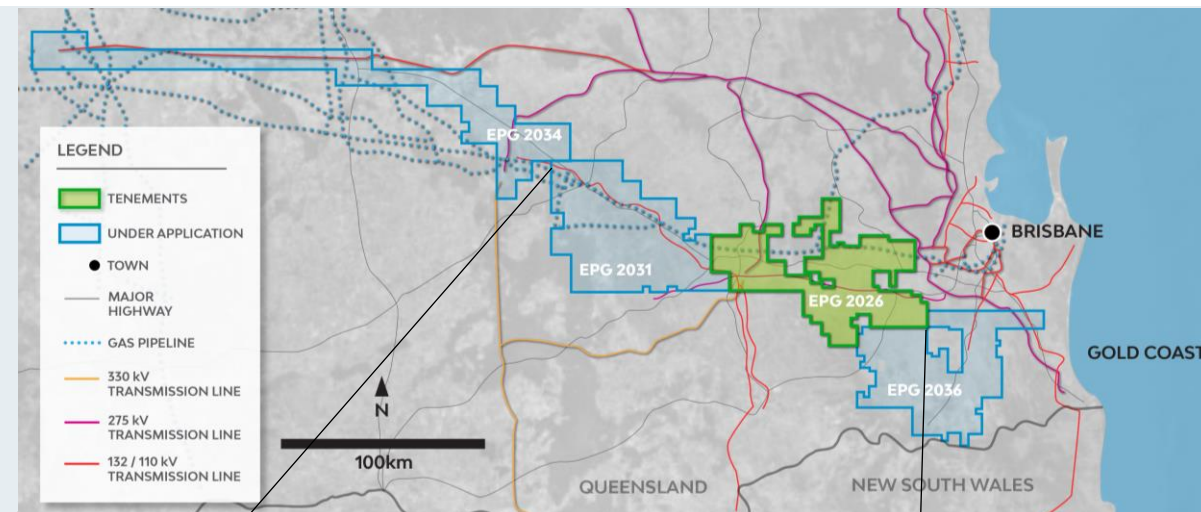 EPG 2034
LEGEND
TENEMENTS
UNDER APPLICATION
TOWN
MAJOR
HIGHWAY
GAS PIPELINE
330 kV
TRANSMISSION LINE
275 kV
TRANSMISSION LINE
132 / 110 kV
TRANSMISSION LINE
N
100km
EPG 2031
EPG 2026
EPG 2036
BRISBANE
GOLD COAST
QUEENSLAND
NEW SOUTH WALES